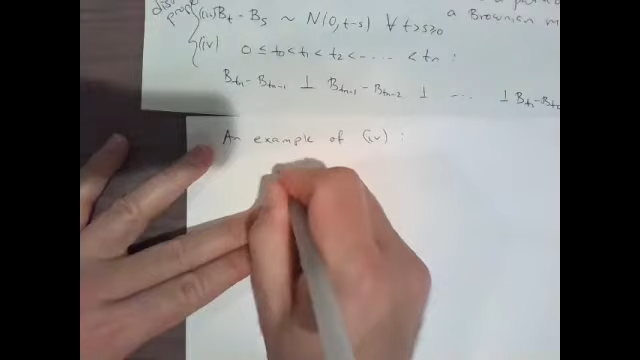 (iii) B_t - B_s ~ N(0, t-s) ∀ t>s≥0
a Brownian
(iv) 0 ≤ t_0 < t_1 < t_2 < .... < t_n :
B_{t_n} - B_{t_{n-1}} ⊥ B_{t_{n-1}} - B_{t_{n-2}} ⊥ ... ⊥ B_{t_1} - B_{t_0}
An example of (iv) :